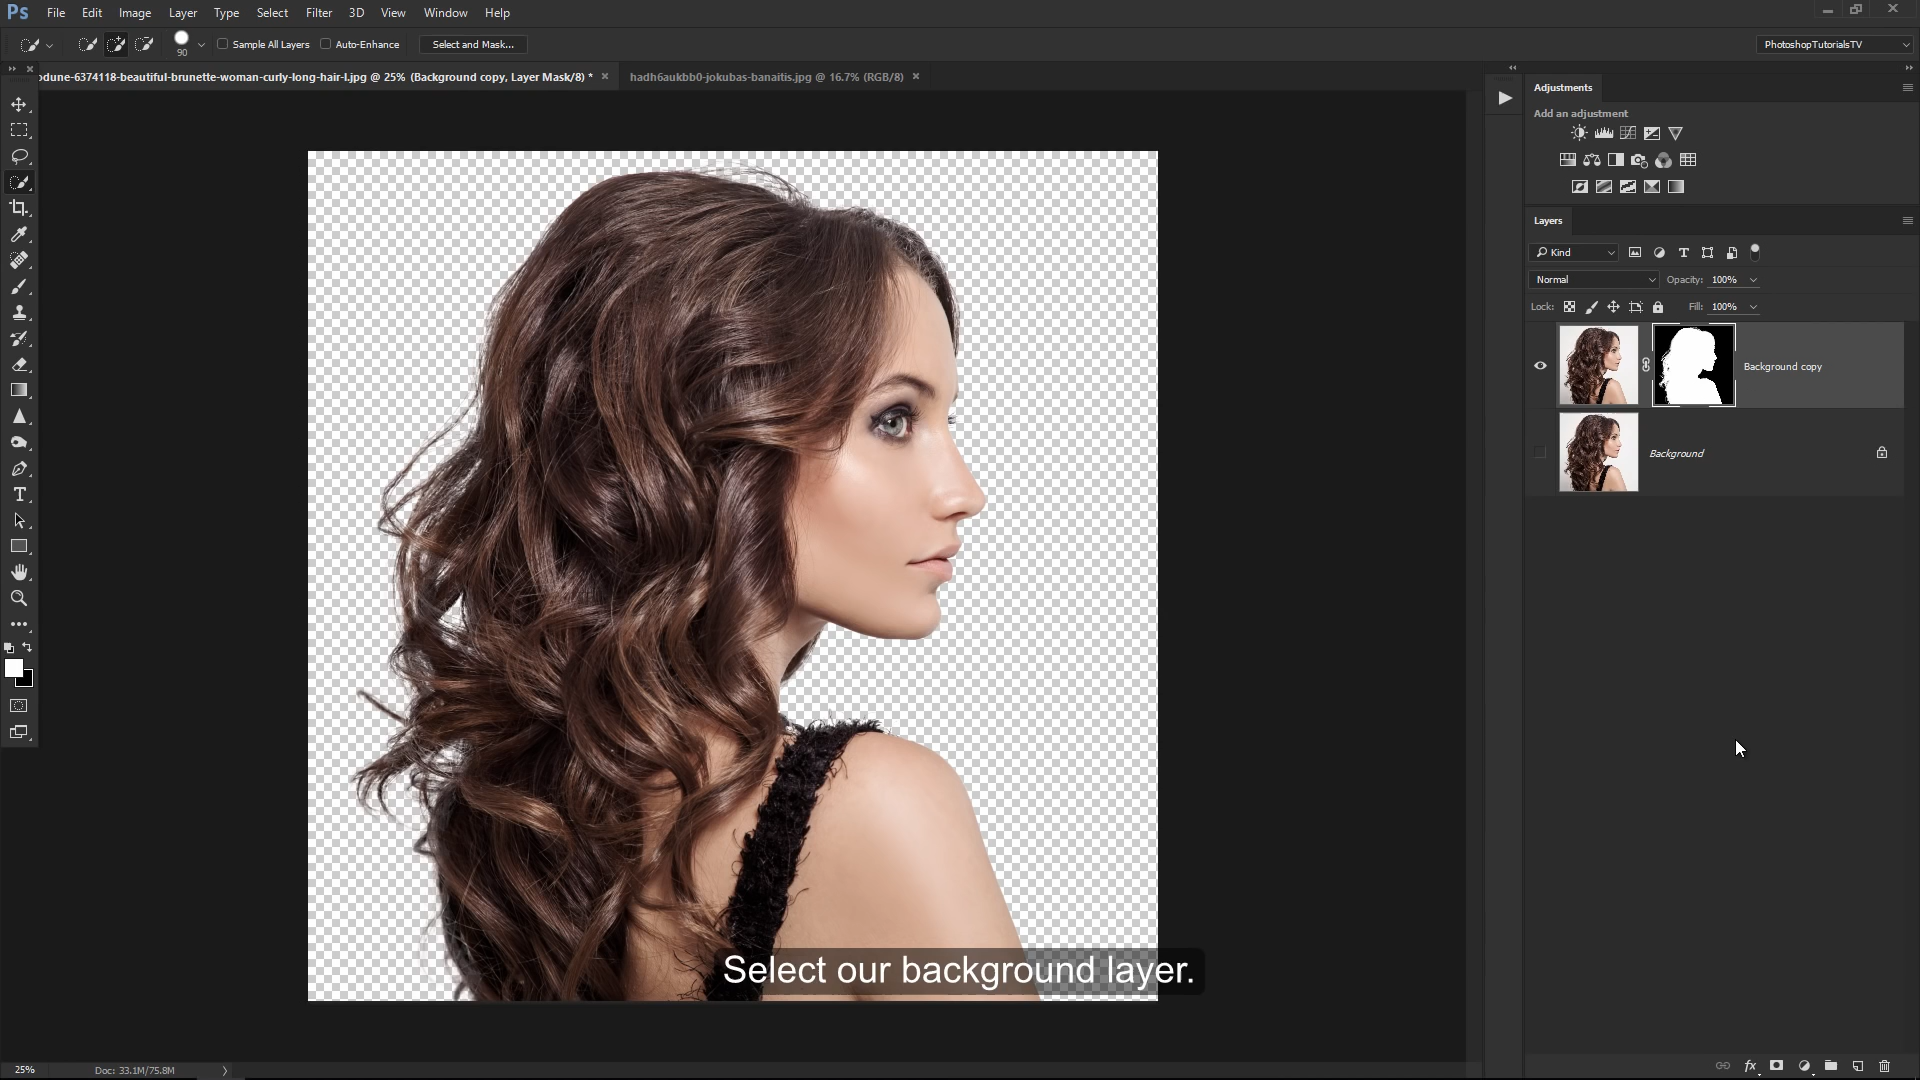 Ps File Edit Image Layer Type Select Filter 3D View Window Help
90 Sample All Layers Auto-Enhance Select and Mask... PhotoshopTutorialsTV
odune-6374118-beautiful-brunette-woman-curly-long-hair-l.jpg @ 25% (Background copy, Layer Mask/8) * hadh6aukbb0-jokubas-banaitis.jpg @ 16.7% (RGB/8)
Adjustments
Add an adjustment
Layers
Kind
Normal Opacity: 100%
Lock: Fill: 100%
Background copy
Background
Select our background layer.
25% Doc: 33.1M/75.8M